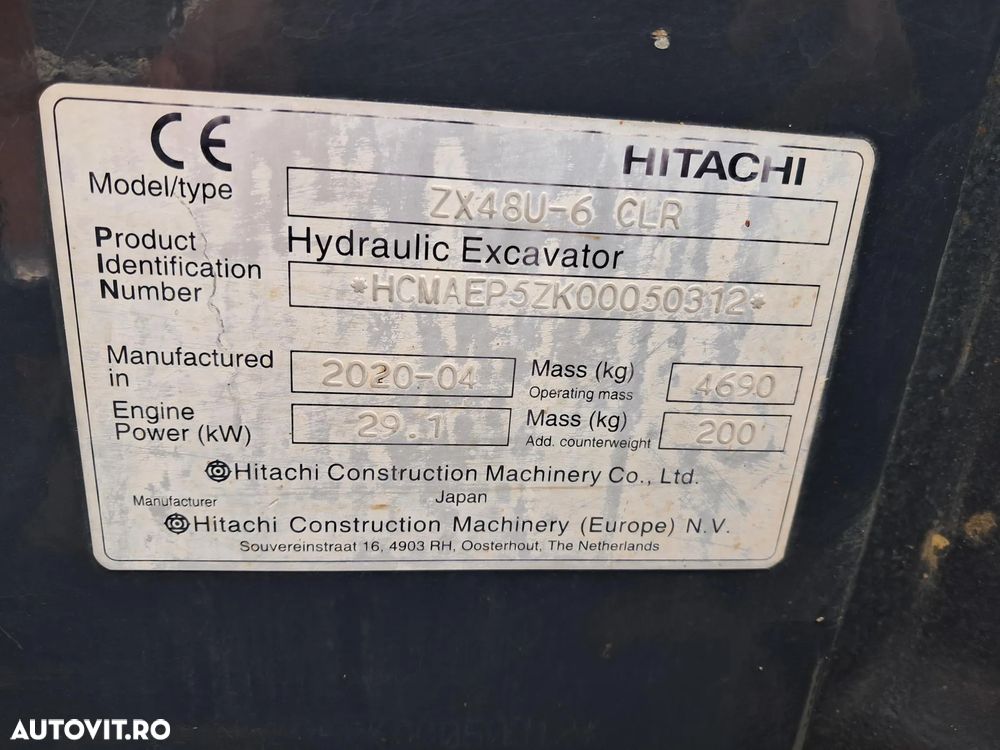 CE HITACHI
Model/type ZX48U-6 CLR
Product Hydraulic Excavator
Identification
Number *HCMAEP5ZK00050312*
Manufactured in 2020-04 Mass (kg) Operating mass 4690
Engine Power (kW) 29.1 Mass (kg) Add. counterweight 200
Hitachi Construction Machinery Co., Ltd.
Japan
Manufacturer
Hitachi Construction Machinery (Europe) N.V.
Souvereinstraat 16, 4903 RH, Oosterhout, The Netherlands
AUTOVIT.RO